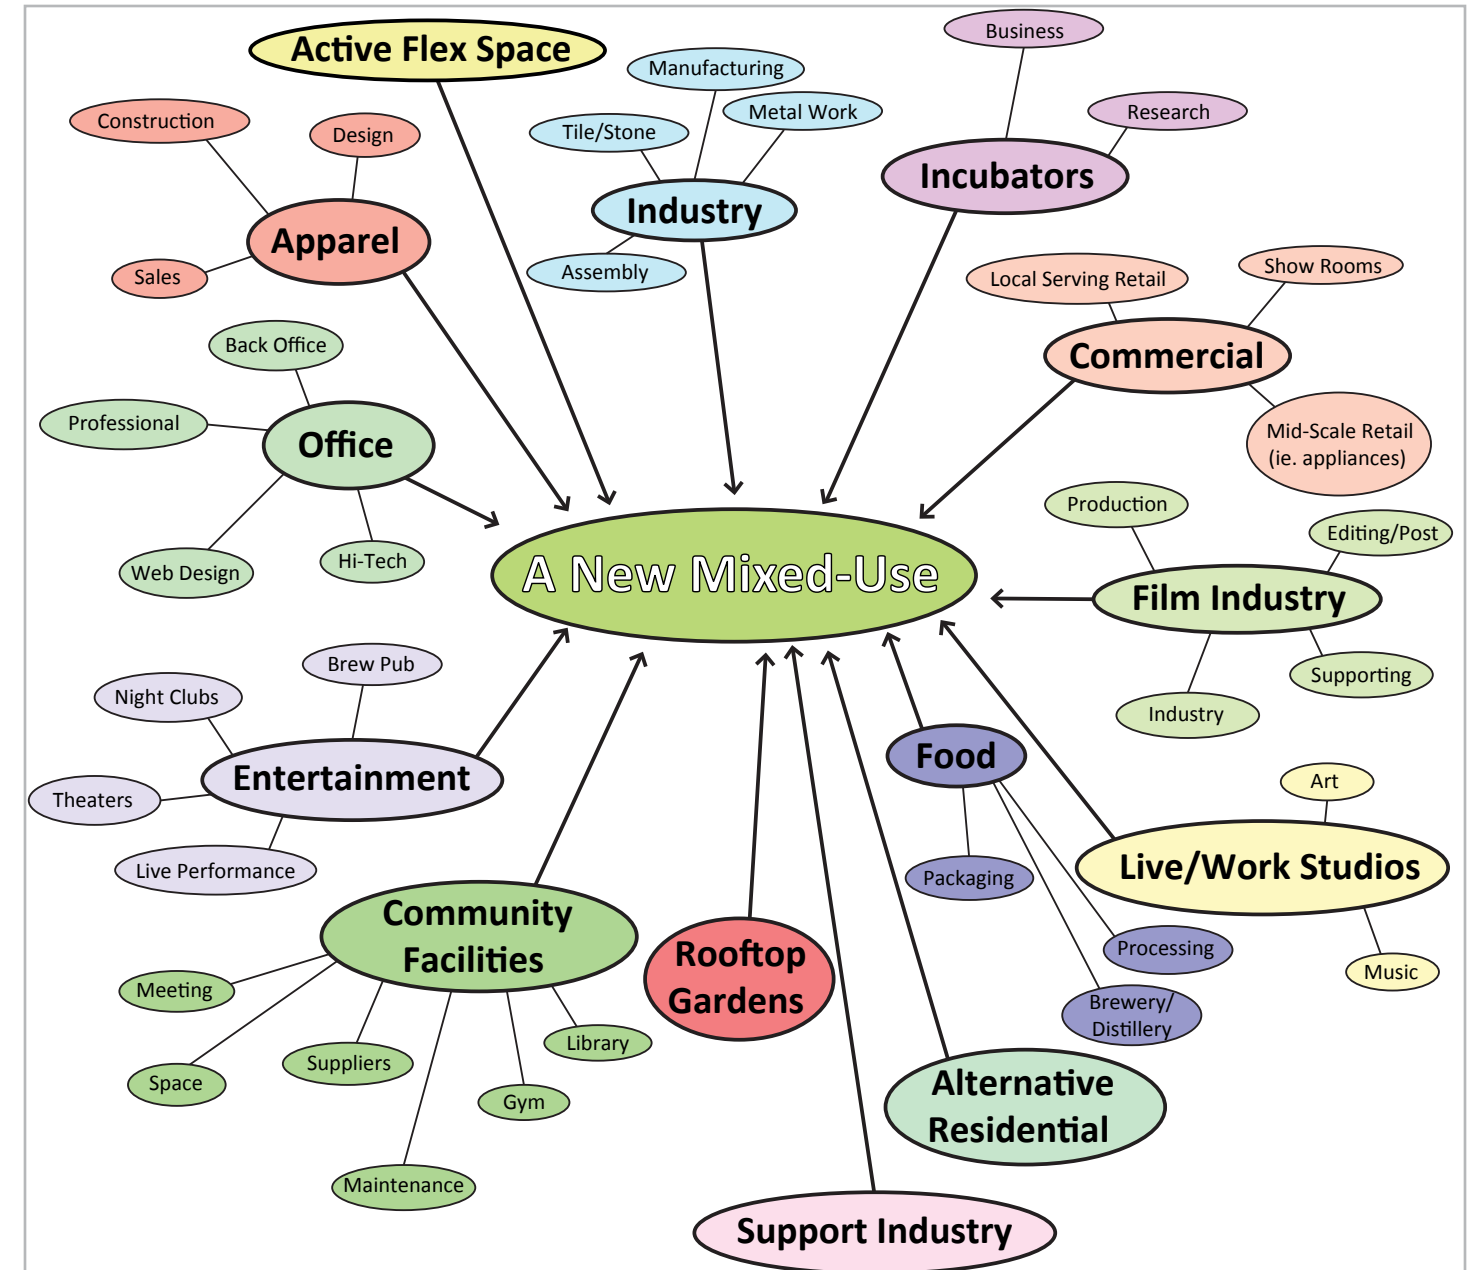 Active Flex Space
Construction
Design
Apparel
Sales
Manufacturing
Metal Work
Tile/Stone
Industry
Assembly
Business
Research
Incubators
Local Serving Retail
Show Rooms
Commercial
Mid-Scale Retail
(ie. appliances)
Back Office
Professional
Office
Web Design
Hi-Tech
A New Mixed-Use
Production
Editing/Post
Film Industry
Supporting
Industry
Brew Pub
Night Clubs
Entertainment
Theaters
Live Performance
Food
Packaging
Processing
Brewery/
Distillery
Art
Live/Work Studios
Music
Community
Facilities
Meeting
Space
Suppliers
Library
Gym
Maintenance
Rooftop
Gardens
Alternative
Residential
Support Industry